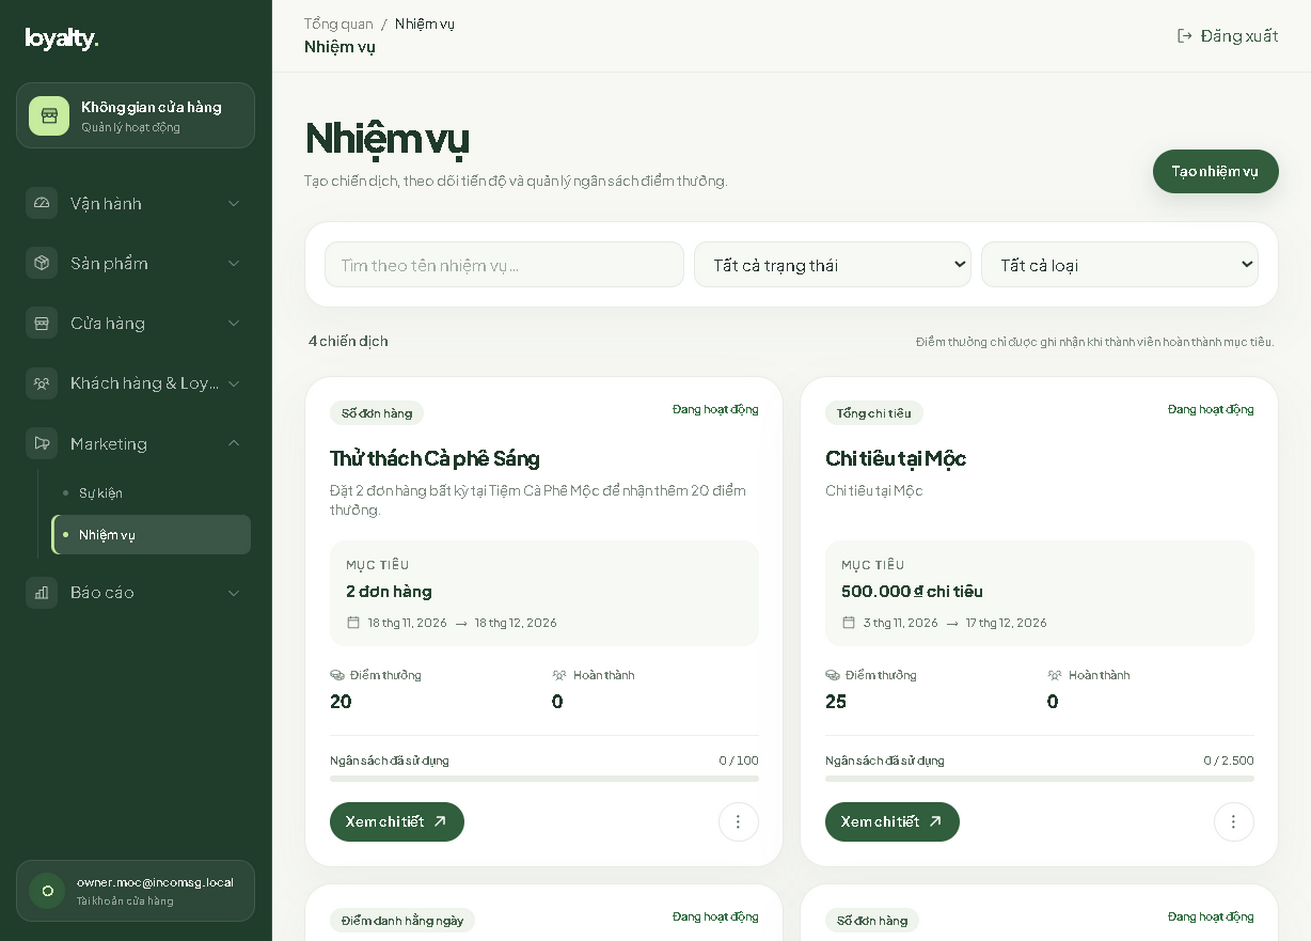 loyalty.
Không gian cửa hàng
Quản lý hoạt động
Vận hành
Sản phẩm
Cửa hàng
Khách hàng & Loy...
Marketing
Sự kiện
Nhiệm vụ
Báo cáo
owner.moc@incomsg.local
Tài khoản cửa hàng
Tổng quan / Nhiệm vụ
Nhiệm vụ
Đăng xuất
Nhiệm vụ
Tạo chiến dịch, theo dõi tiến độ và quản lý ngân sách điểm thưởng.
Tạo nhiệm vụ
Tìm theo tên nhiệm vụ...
Tất cả trạng thái
Tất cả loại
4 chiến dịch
Điểm thưởng chỉ được ghi nhận khi thành viên hoàn thành mục tiêu.
Số đơn hàng
Đang hoạt động
Thử thách Cà phê Sáng
Đặt 2 đơn hàng bất kỳ tại Tiệm Cà Phê Mộc để nhận thêm 20 điểm
thưởng.
MỤC TIÊU
2 đơn hàng
18 thg 11, 2026 → 18 thg 12, 2026
Điểm thưởng
Hoàn thành
20
0
Ngân sách đã sử dụng
0 / 100
Xem chi tiết
Tổng chi tiêu
Đang hoạt động
Chi tiêu tại Mộc
Chi tiêu tại Mộc
MỤC TIÊU
500.000 ₫ chi tiêu
3 thg 11, 2026 → 17 thg 12, 2026
Điểm thưởng
Hoàn thành
25
0
Ngân sách đã sử dụng
0 / 2.500
Xem chi tiết
Điểm danh hằng ngày
Đang hoạt động
Số đơn hàng
Đang hoạt động